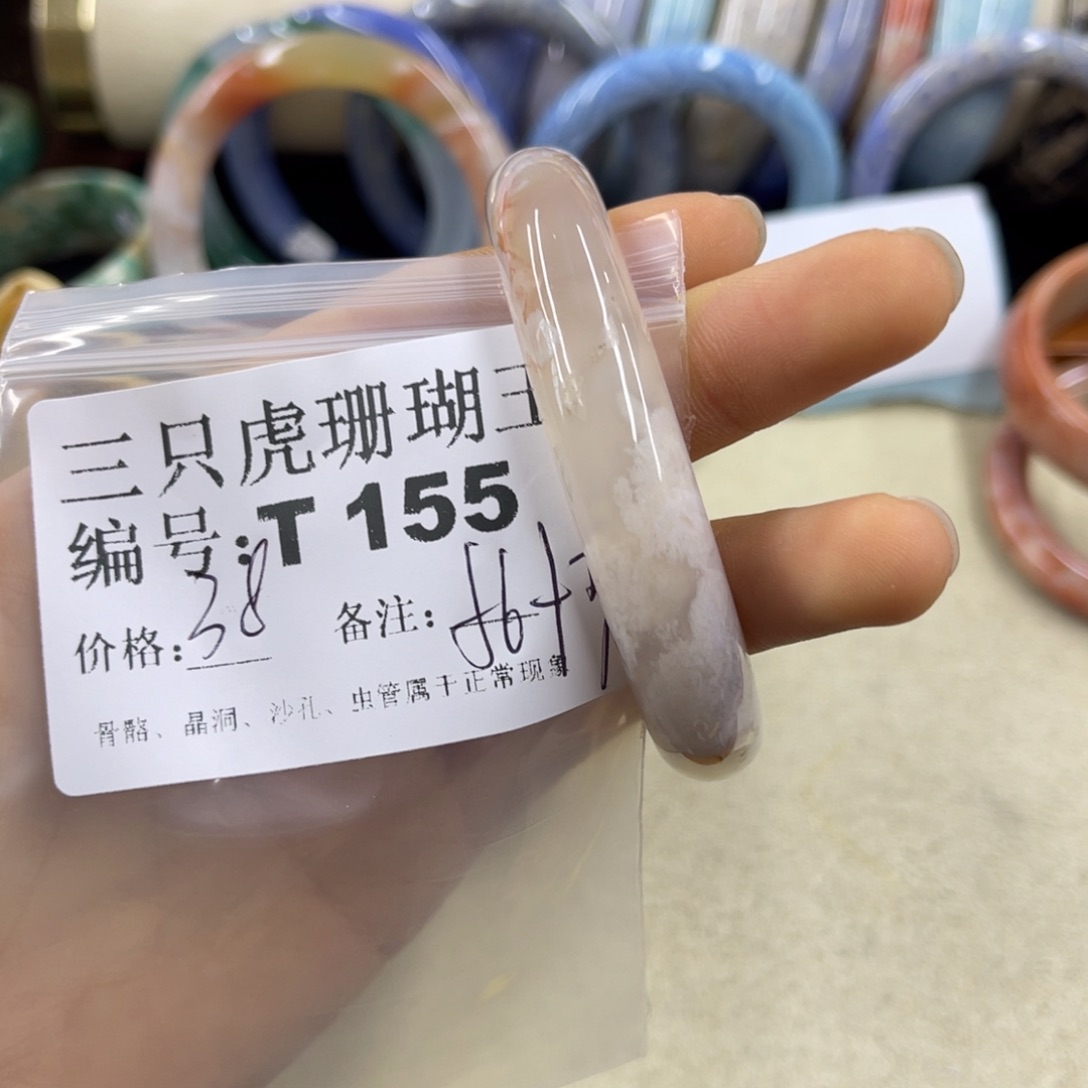 三只虎珊瑚玉
编号:T 155
价格:38 备注:
骨骼、晶洞、沙孔、虫管属于正常现象